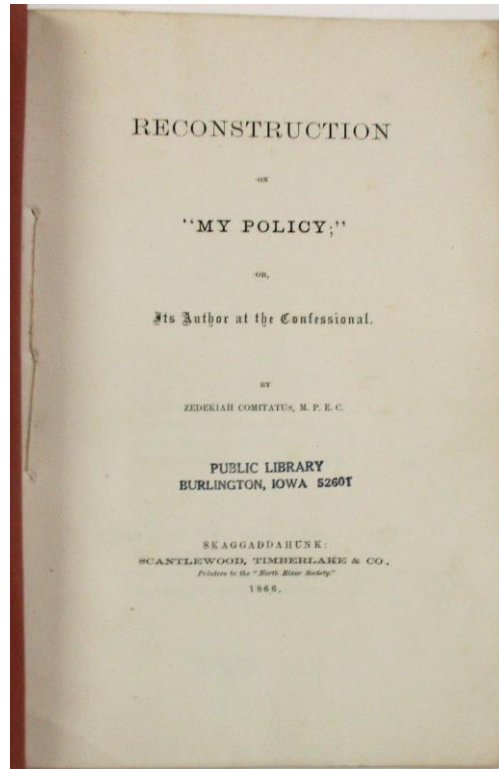 RECONSTRUCTION
ON
"MY POLICY;"
OR,
Its Author at the Confessional.
BY
ZEDEKIAH COMITATUS, M. P. E. C.
PUBLIC LIBRARY
BURLINGTON, IOWA 52601
SKAGGADDAHUNK:
SCANTLEWOOD, TIMBERLAKE & CO.,
Printers to the "North River Society."
1866.